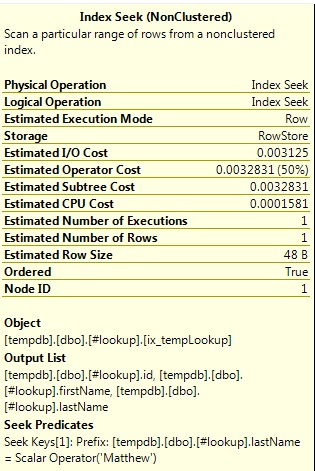 Index Seek (NonClustered)
Scan a particular range of rows from a nonclustered
index.
Physical Operation Index Seek
Logical Operation Index Seek
Estimated Execution Mode Row
Storage RowStore
Estimated I/O Cost 0.003125
Estimated Operator Cost 0.0032831 (50%)
Estimated Subtree Cost 0.0032831
Estimated CPU Cost 0.0001581
Estimated Number of Executions 1
Estimated Number of Rows 1
Estimated Row Size 48 B
Ordered True
Node ID 1
Object
[tempdb].[dbo].[#lookup].[ix_tempLookup]
Output List
[tempdb].[dbo].[#lookup].id, [tempdb].[dbo].
[#lookup].firstName, [tempdb].[dbo].
[#lookup].lastName
Seek Predicates
Seek Keys[1]: Prefix: [tempdb].[dbo].[#lookup].lastName
= Scalar Operator('Matthew')